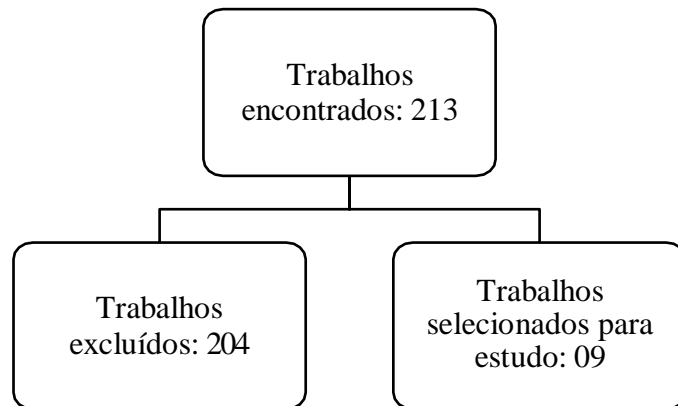 Trabalhos
encontrados: 213
Trabalhos
excluídos: 204
Trabalhos
selecionados para
estudo: 09